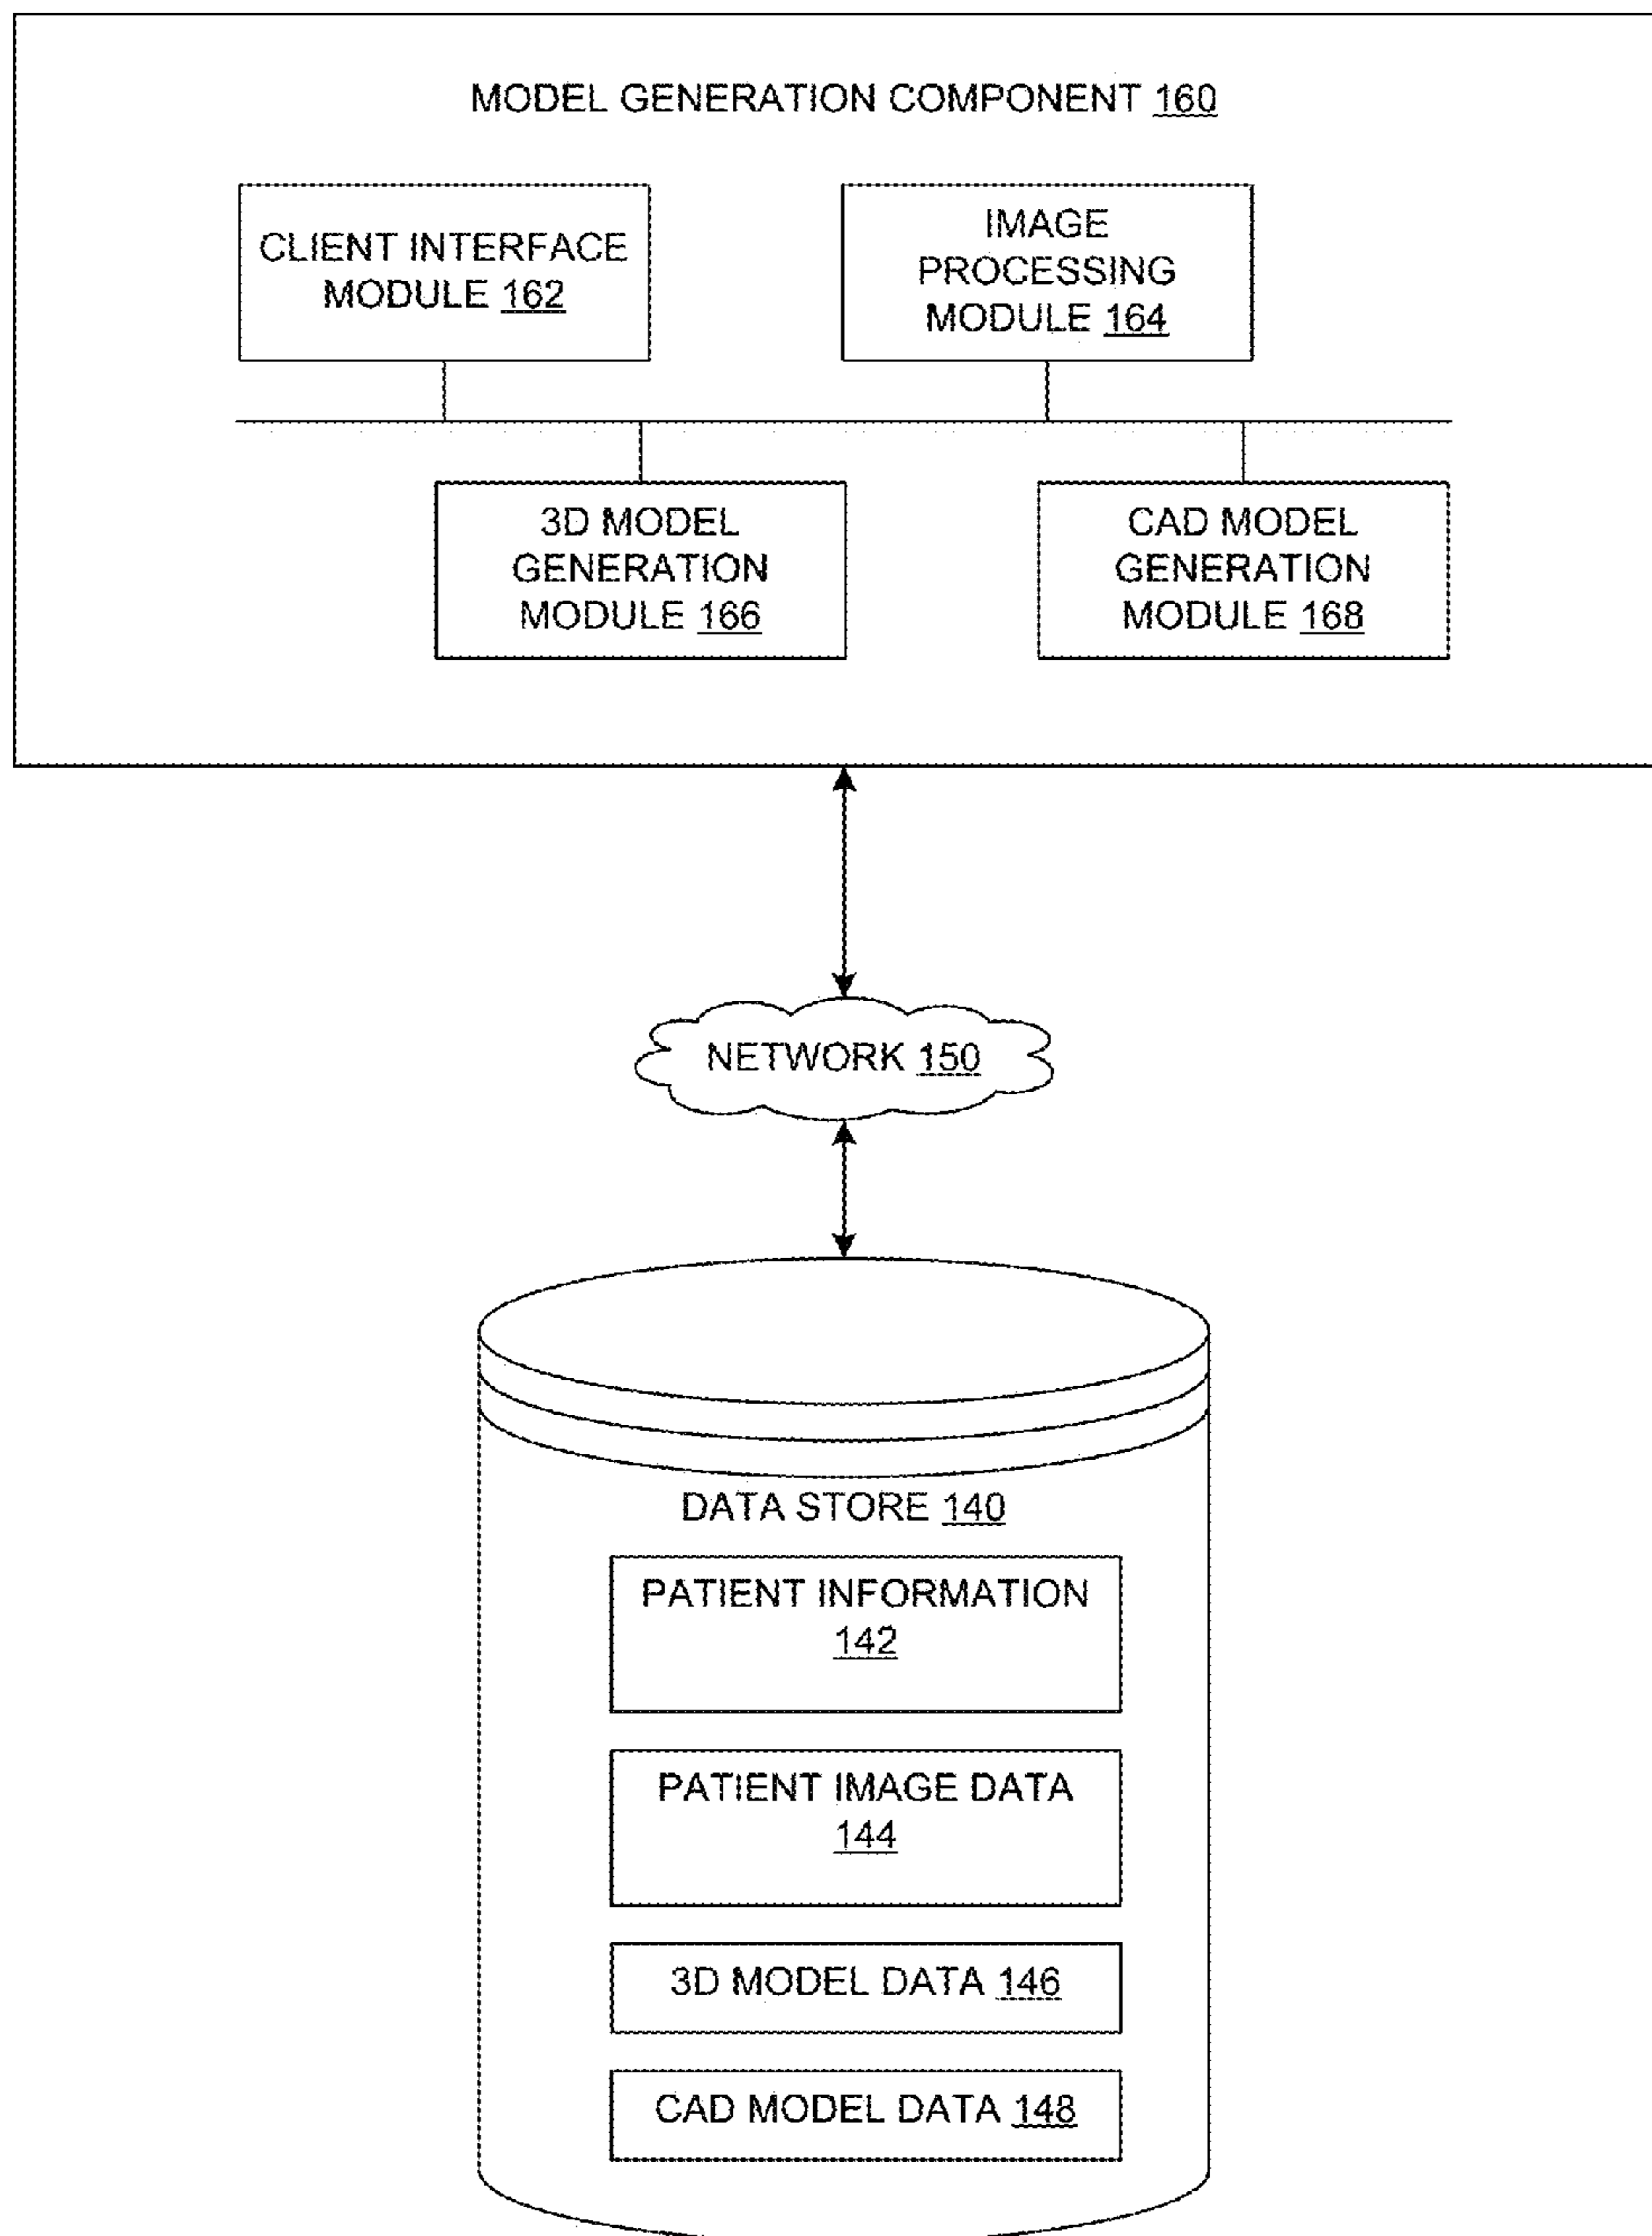 MODEL GENERATION COMPONENT 160
CLIENT INTERFACE
MODULE 162
IMAGE
PROCESSING
MODULE 164
3D MODEL
GENERATION
MODULE 166
CAD MODEL
GENERATION
MODULE 168
NETWORK 150
DATA STORE 140
PATIENT INFORMATION
142
PATIENT IMAGE DATA
144
3D MODEL DATA 146
CAD MODEL DATA 148